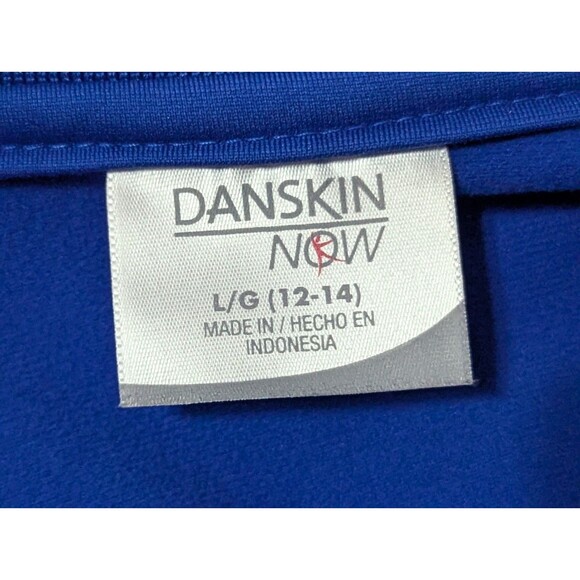 DANSKIN
NOW
L/G (12-14)
MADE IN / HECHO EN
INDONESIA